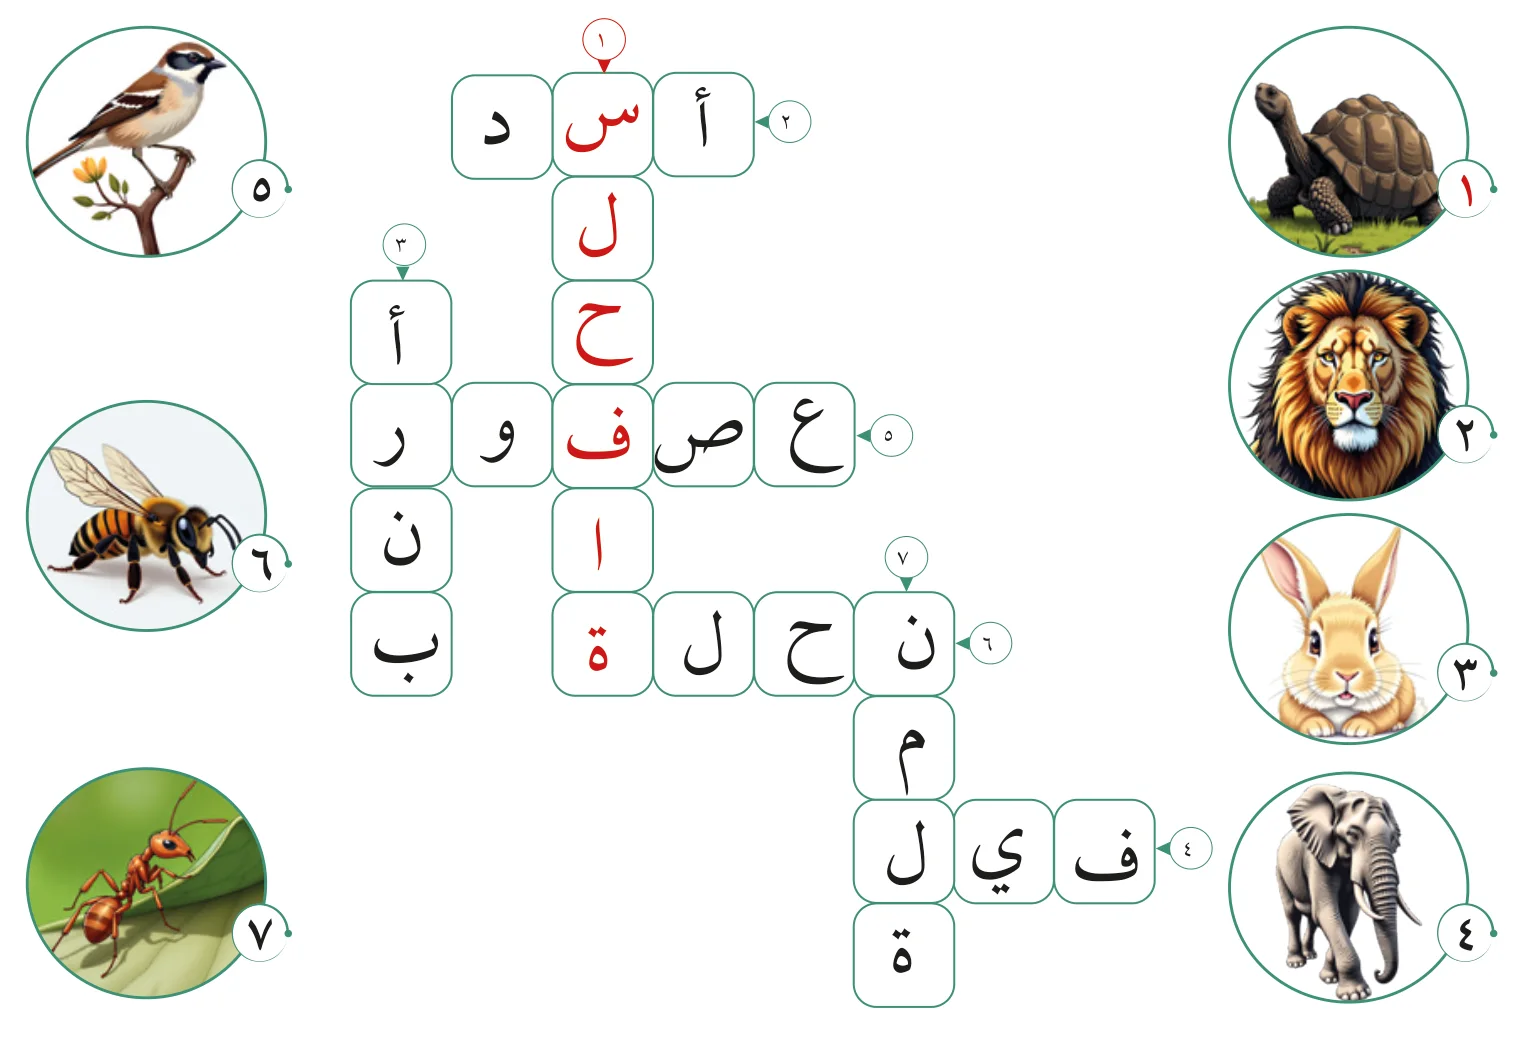 ١
أ س د ٢
ل
٣
أ ح
ع ص ف و ر ٥
ن ا
٧
ن ح ل ة ٦
ب
م
ف ي ل ٤
ة
١
٢
٣
٤
٥
٦
٧